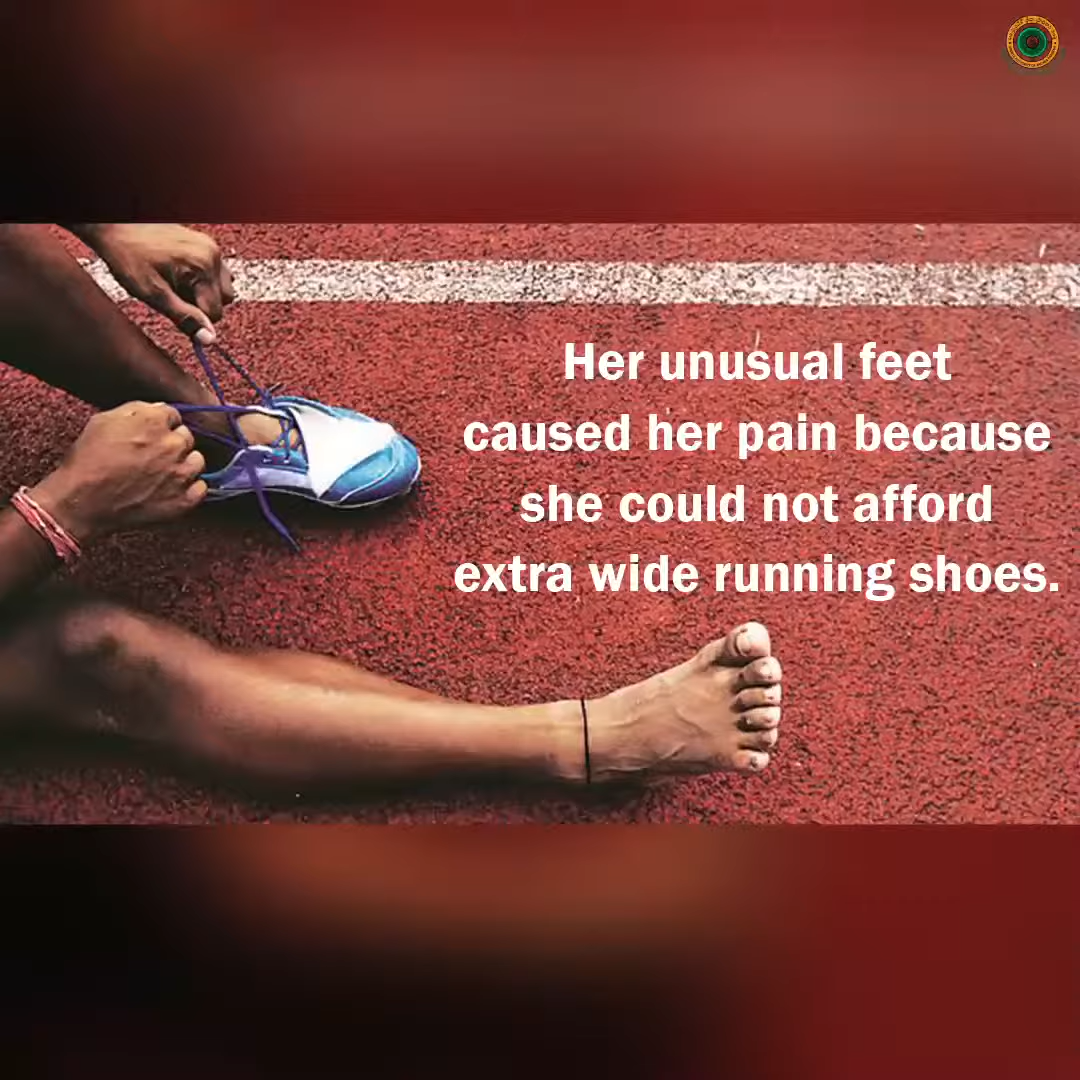 Her unusual feet
caused her pain because
she could not afford
extra wide running shoes.